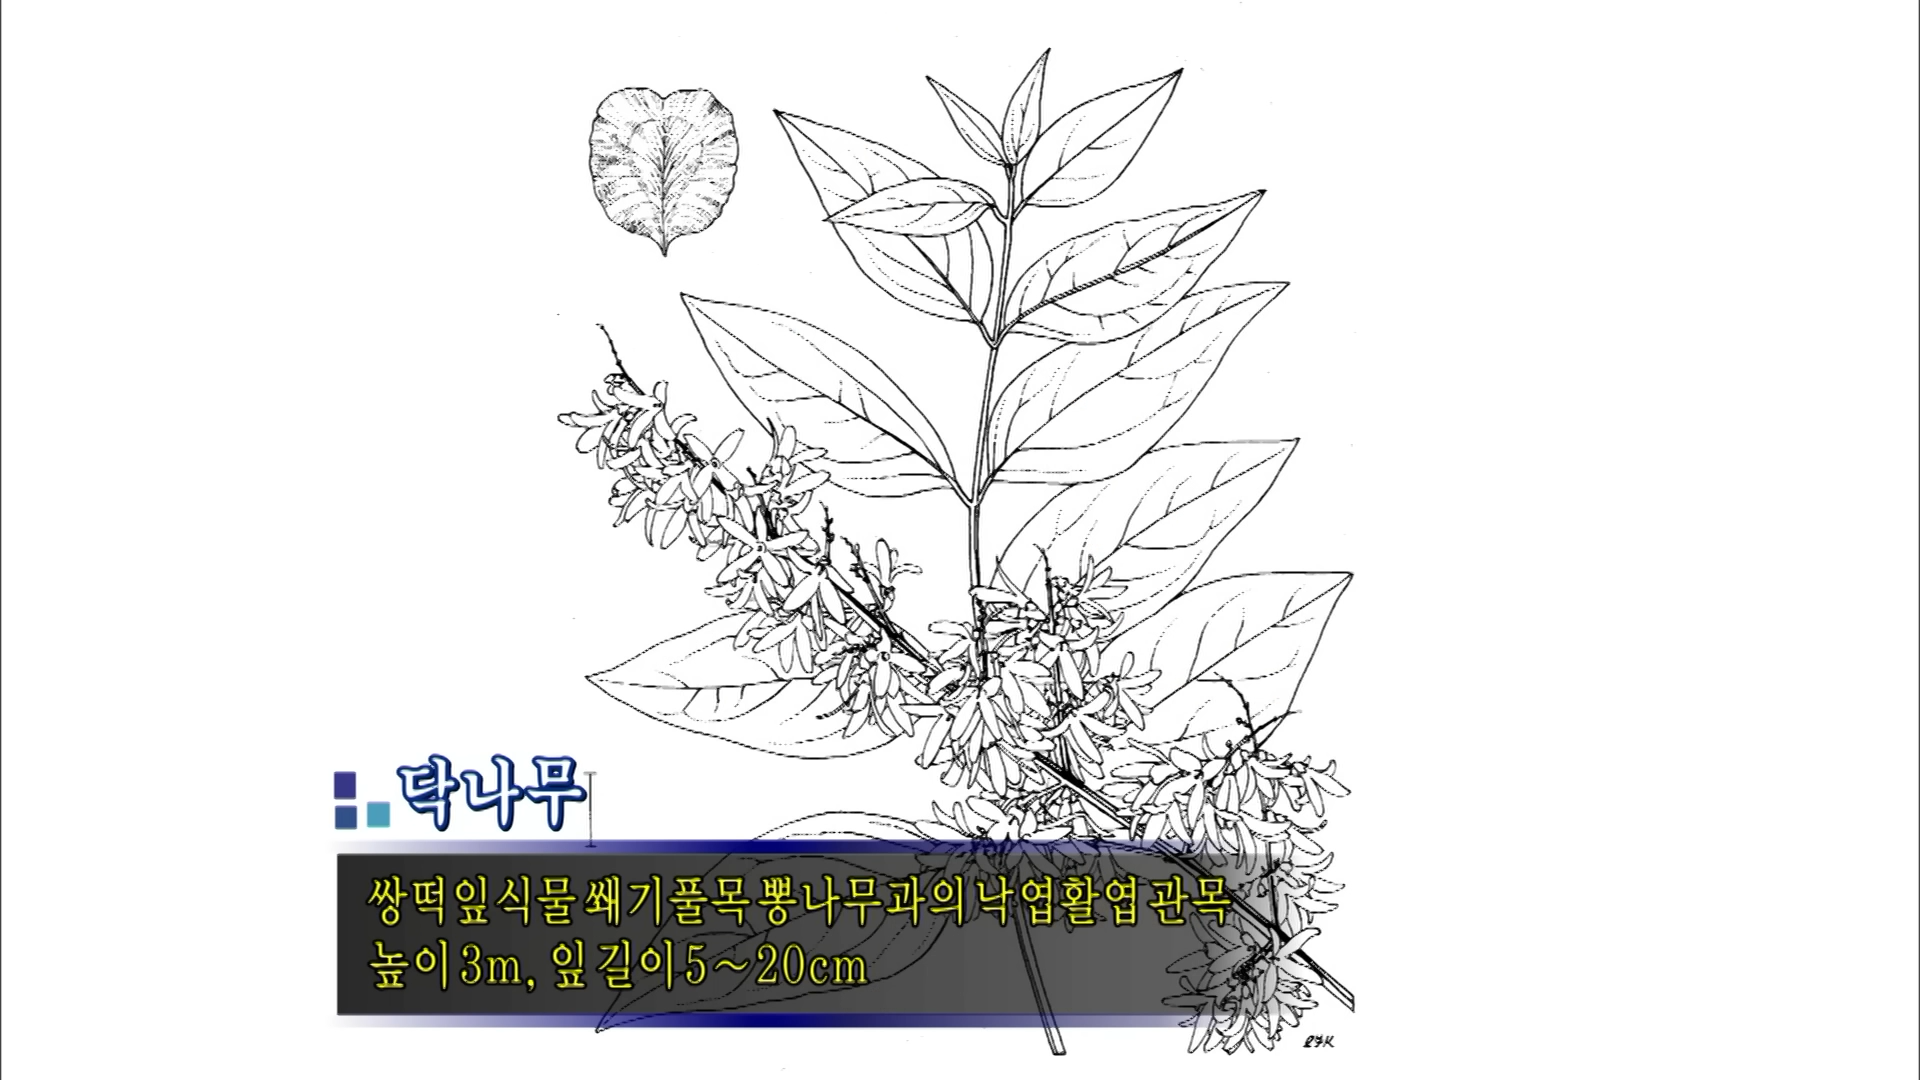 닥나무
쌍떡잎식물 쐐기풀목 뽕나무과의 낙엽활엽 관목
높이 3m, 잎 길이 5~20cm